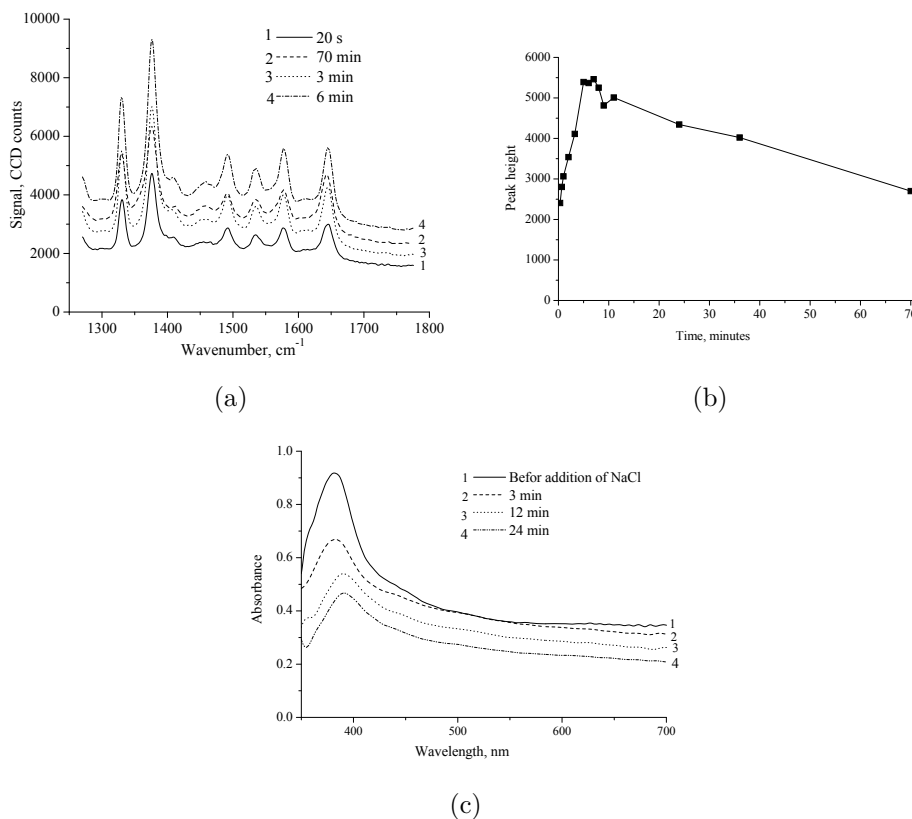 10000
8000
6000
4000
2000
0
Signal, CCD counts
1 20 s
2 70 min
3 3 min
4 6 min
4
2
3
1
1300 1400 1500 1600 1700 1800
Wavenumber, cm-1
(a)
6000
5000
4000
3000
2000
1000
0
Peak height
0 10 20 30 40 50 60 70
Time, minutes
(b)
1.0
0.8
0.6
0.4
0.2
0.0
Absorbance
1 Befor addition of NaCl
2 3 min
3 12 min
4 24 min
1
2
3
4
400 500 600 700
Wavelength, nm
(c)